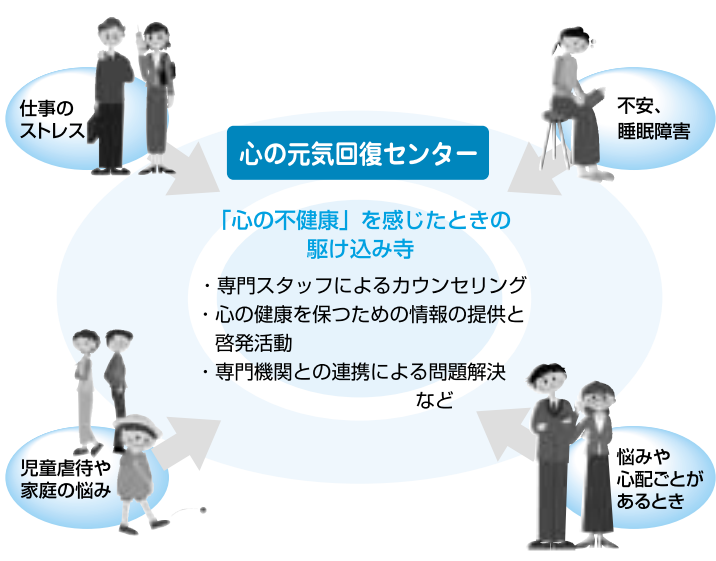 仕事の
ストレス
不安、
睡眠障害
心の元気回復センター
「心の不健康」を感じたときの
駆け込み寺
・専門スタッフによるカウンセリング
・心の健康を保つための情報の提供と
啓発活動
・専門機関との連携による問題解決
など
児童虐待や
家庭の悩み
悩みや
心配ごとが
あるとき